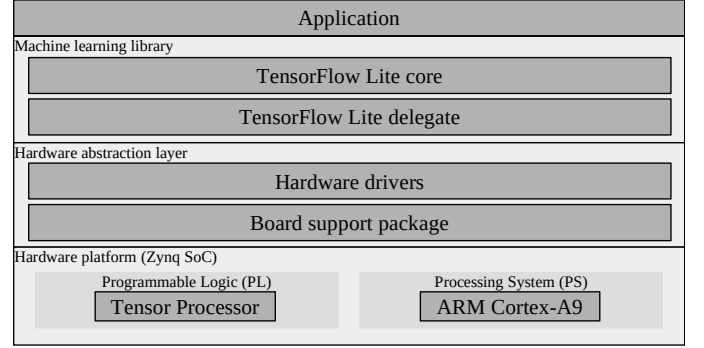 Application
Machine learning library
TensorFlow Lite core
TensorFlow Lite delegate
Hardware abstraction layer
Hardware drivers
Board support package
Hardware platform (Zynq SoC)
Programmable Logic (PL)
Tensor Processor
Processing System (PS)
ARM Cortex-A9